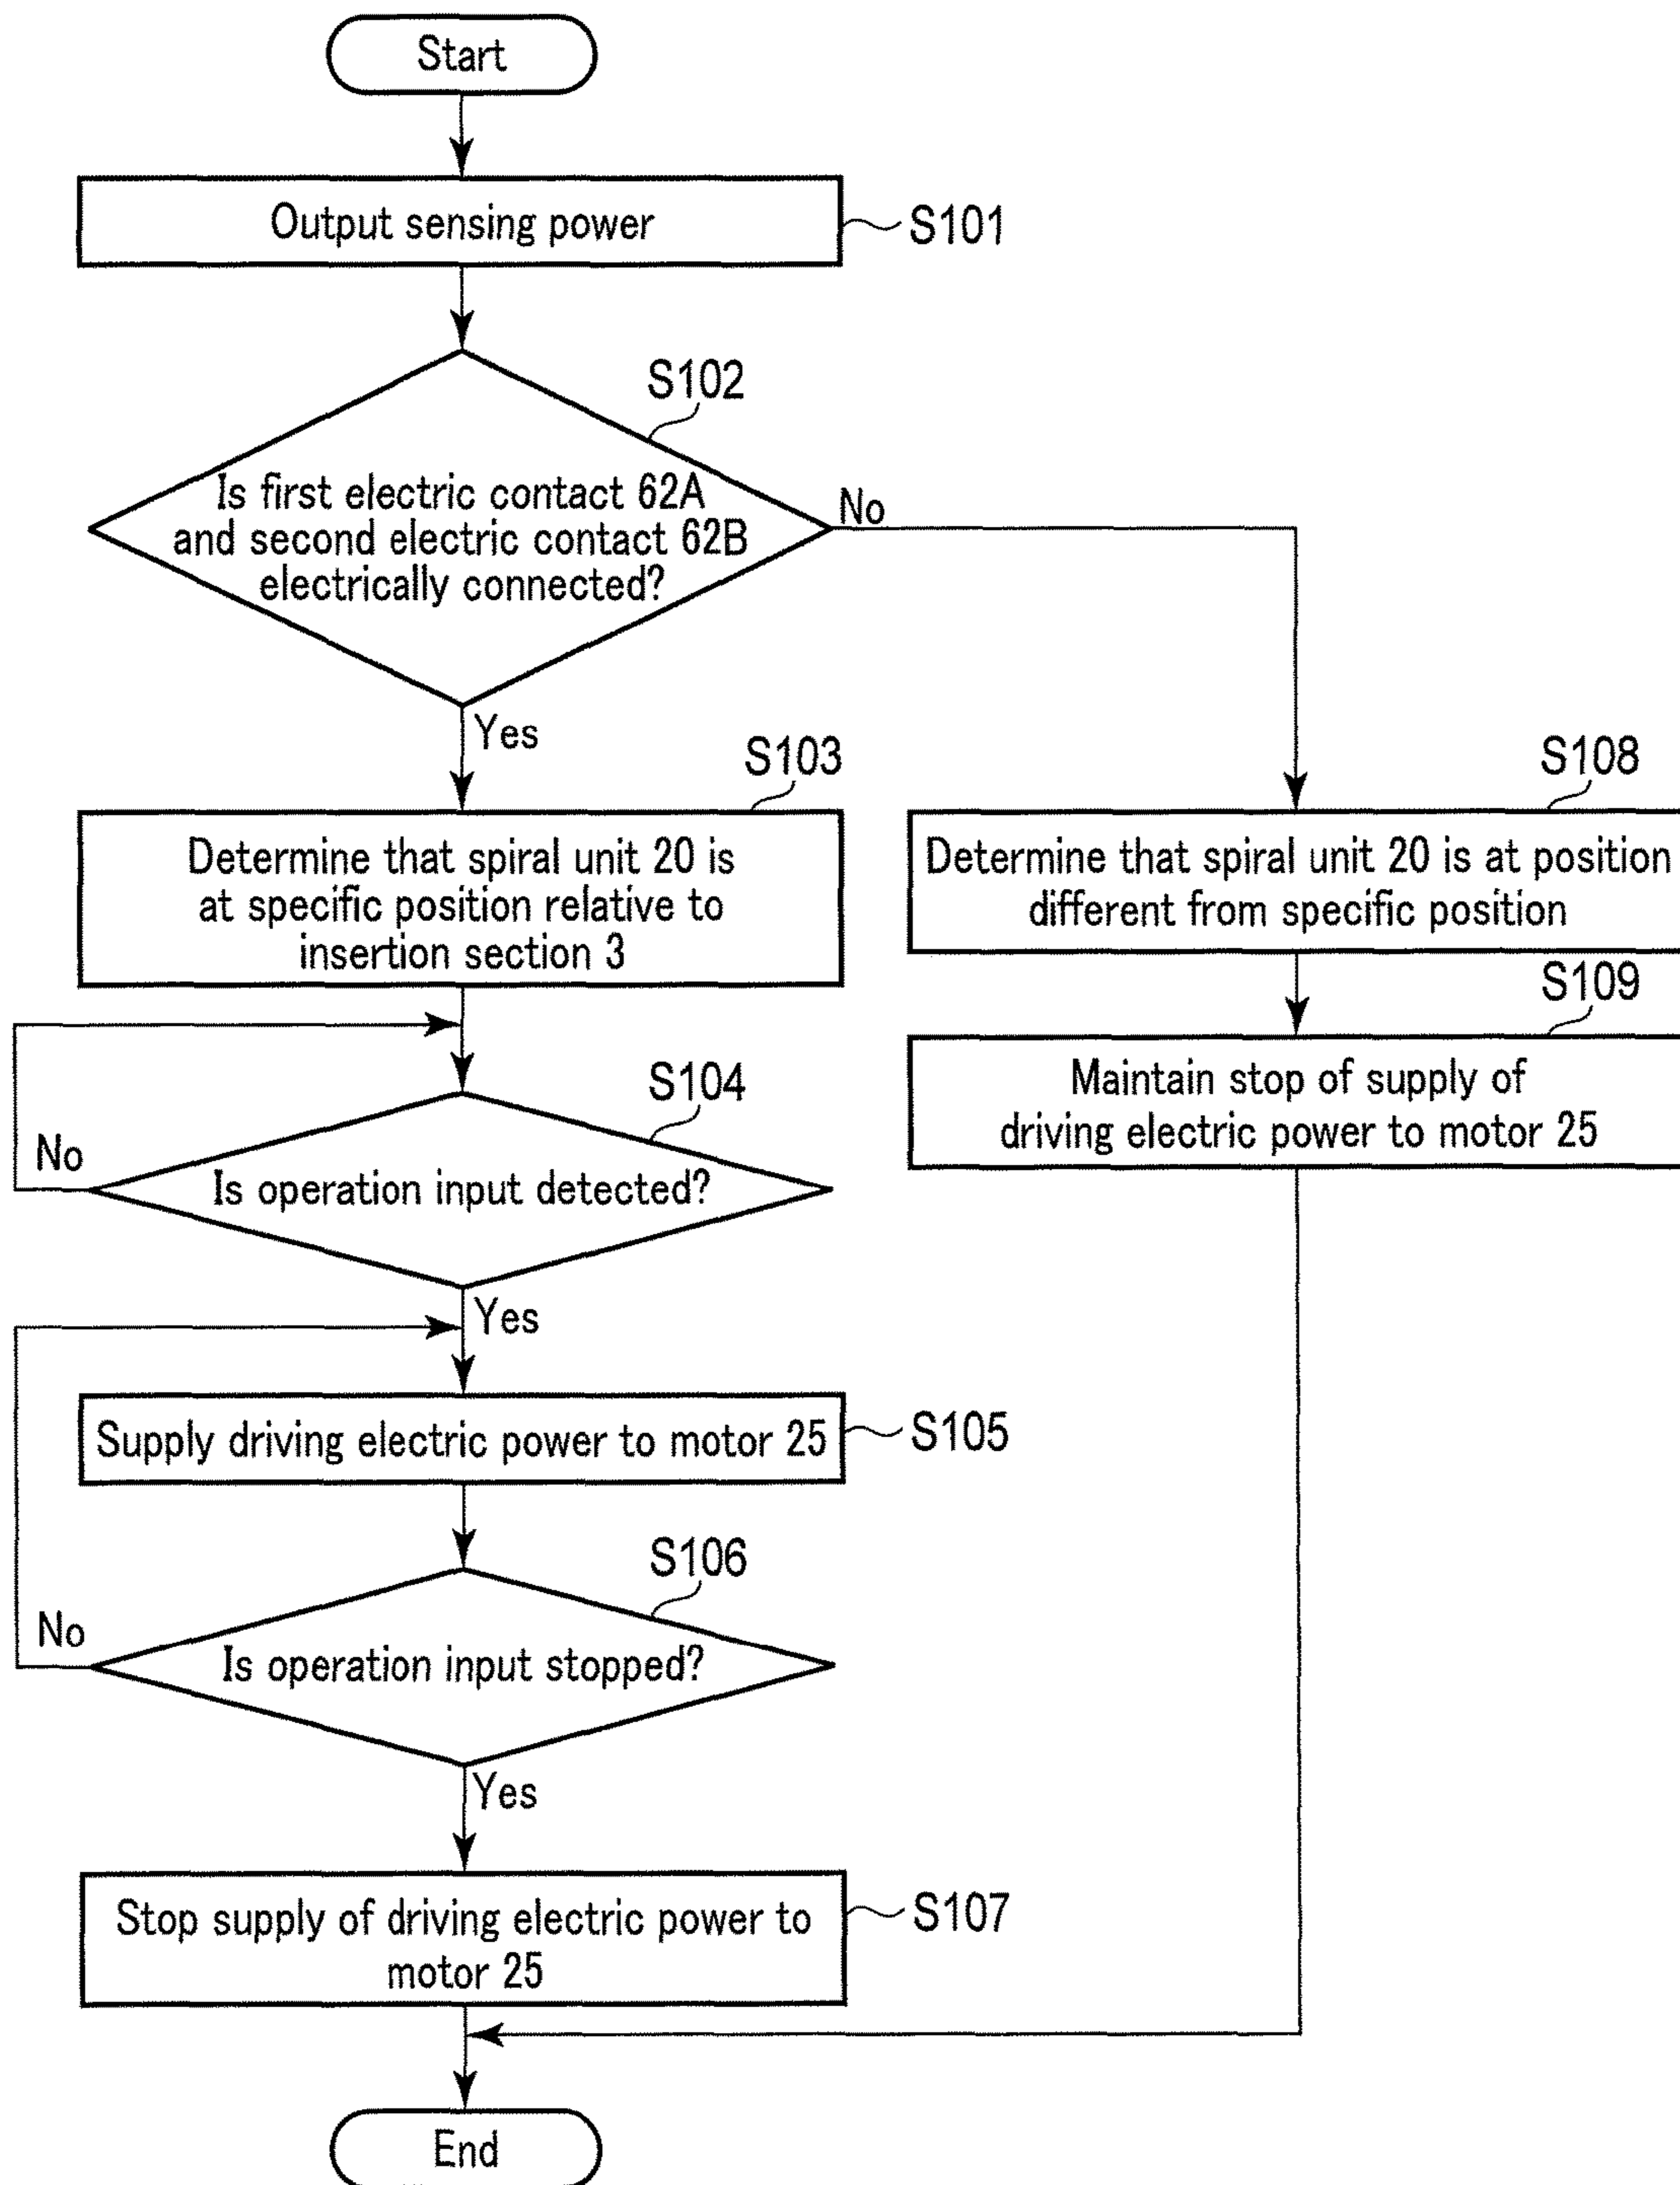 Start
Output sensing power
S101
S102
Is first electric contact 62A
and second electric contact 62B
electrically connected?
No
Yes
S103
Determine that spiral unit 20 is
at specific position relative to
insertion section 3
S108
Determine that spiral unit 20 is at position
different from specific position
S109
Maintain stop of supply of
driving electric power to motor 25
S104
No
Is operation input detected?
Yes
Supply driving electric power to motor 25
S105
S106
No
Is operation input stopped?
Yes
Stop supply of driving electric power to
motor 25
S107
End